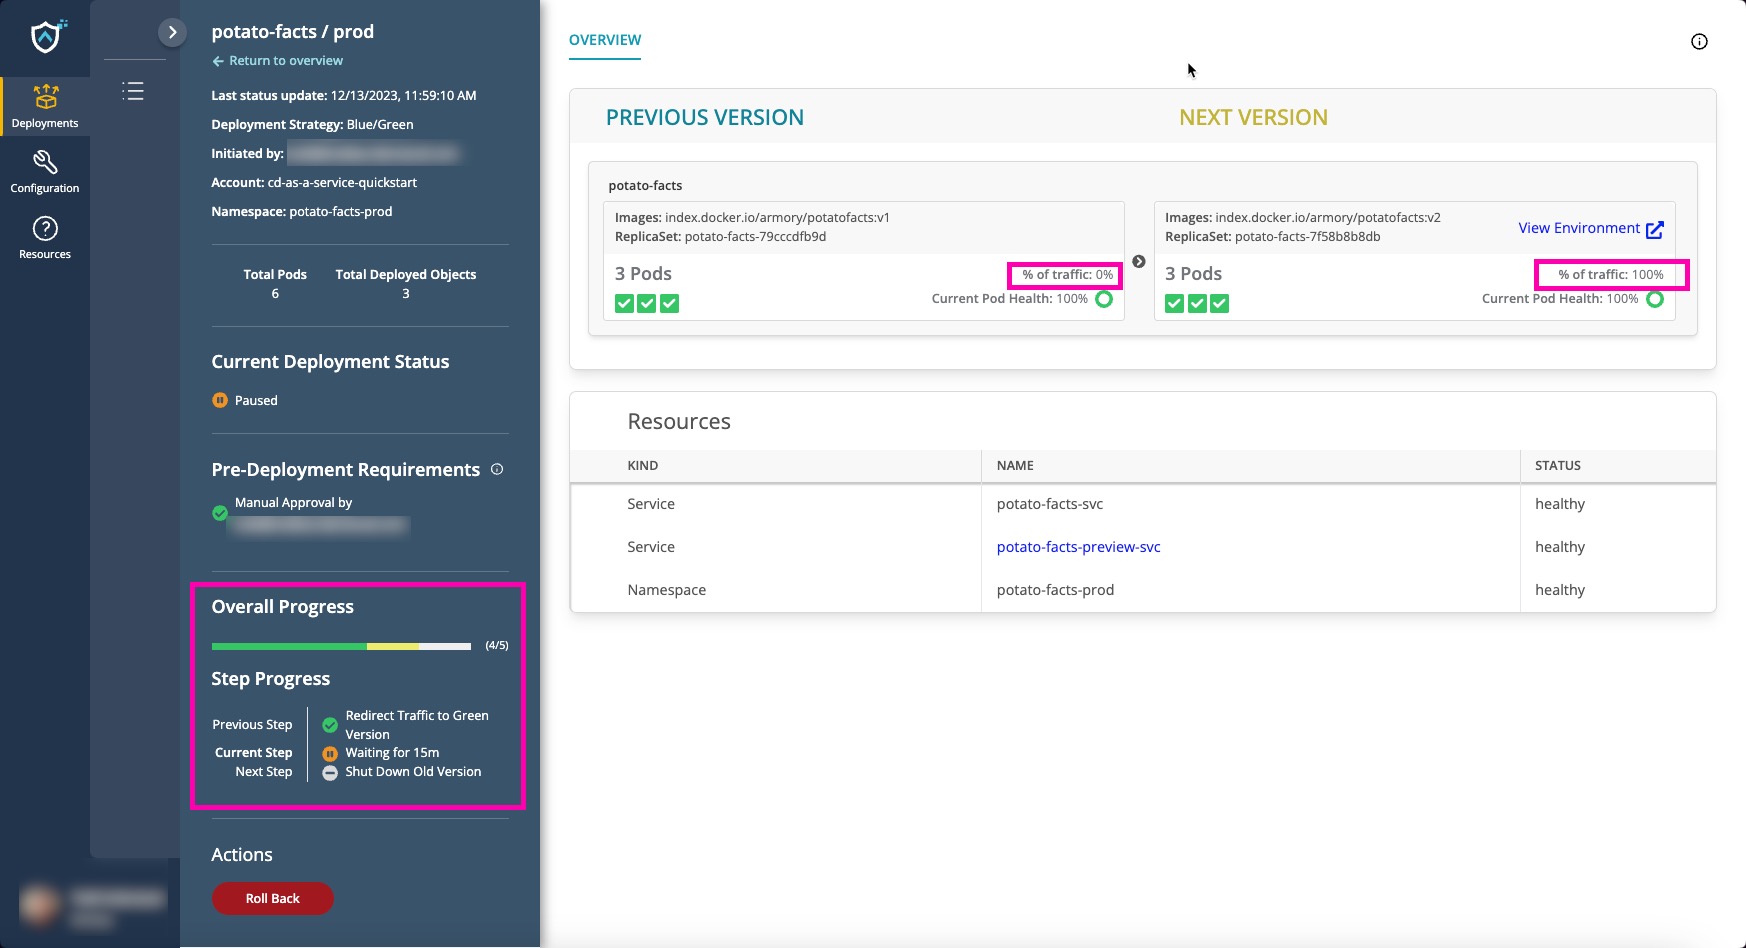 Deployments
Configuration
Resources
potato-facts / prod
Return to overview
Last status update: 12/13/2023, 11:59:10 AM
Deployment Strategy: Blue/Green
Initiated by:
Account: cd-as-a-service-quickstart
Namespace: potato-facts-prod
Total Pods Total Deployed Objects
6 3
Current Deployment Status
Paused
Pre-Deployment Requirements
Manual Approval by
Overall Progress
(4/5)
Step Progress
Previous Step Redirect Traffic to Green
Version
Current Step Waiting for 15m
Next Step Shut Down Old Version
Actions
Roll Back
OVERVIEW
PREVIOUS VERSION NEXT VERSION
potato-facts
Images: index.docker.io/armory/potatofacts:v1
ReplicaSet: potato-facts-79cccdfb9d
3 Pods
% of traffic: 0%
Current Pod Health: 100%
Images: index.docker.io/armory/potatofacts:v2
ReplicaSet: potato-facts-7f58b8b8db
View Environment
3 Pods
% of traffic: 100%
Current Pod Health: 100%
Resources
KIND NAME STATUS
Service potato-facts-svc healthy
Service potato-facts-preview-svc healthy
Namespace potato-facts-prod healthy